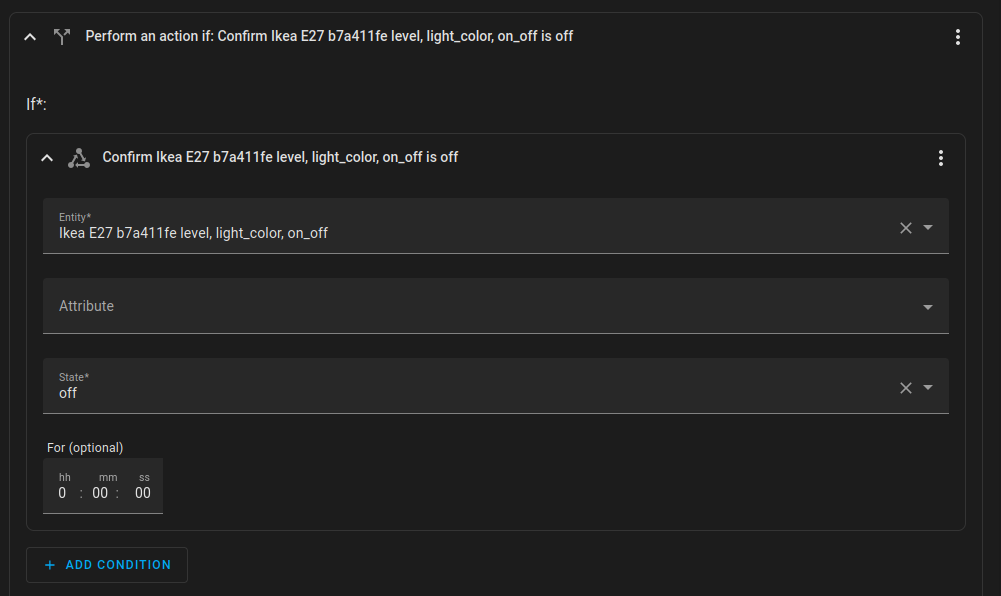 Perform an action if: Confirm Ikea E27 b7a411fe level, light_color, on_off is off
If*:
Confirm Ikea E27 b7a411fe level, light_color, on_off is off
Entity*
Ikea E27 b7a411fe level, light_color, on_off
Attribute
State*
off
For (optional)
hh mm ss
0 : 00 : 00
+ ADD CONDITION